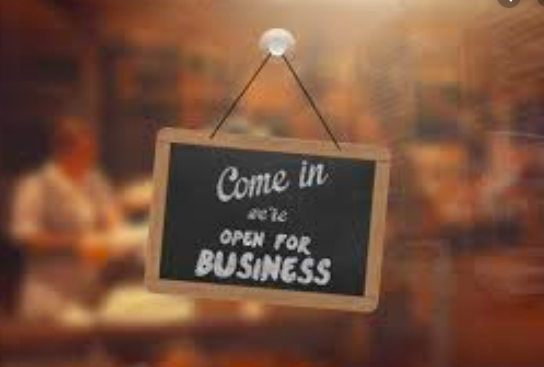 Come in
we're
OPEN FOR
BUSINESS